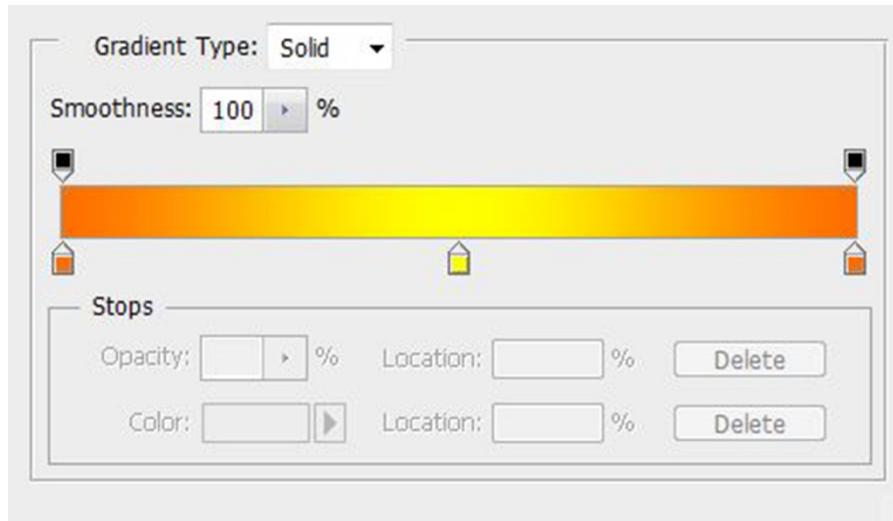 Gradient Type: Solid
Smoothness: 100 %
Stops
Opacity: % Location: % Delete
Color: Location: % Delete